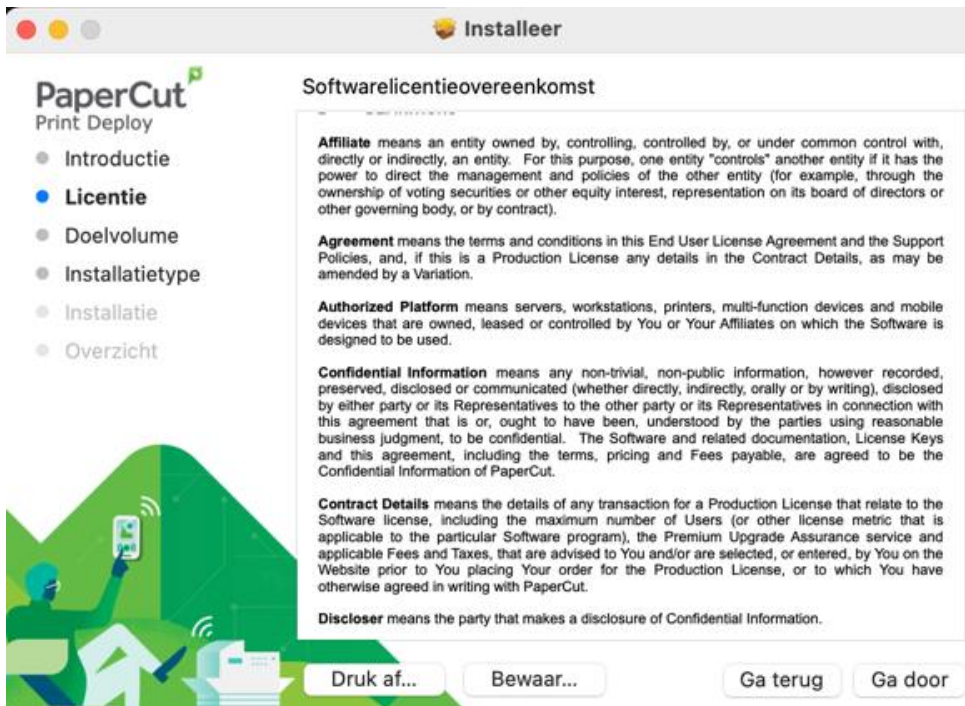 Installeer
PaperCut
Print Deploy
Introductie
Licentie
Doelvolume
Installatietype
Installatie
Overzicht
Softwarelicentieovereenkomst
Affiliate means an entity owned by, controlling, controlled by, or under common control with,
directly or indirectly, an entity. For this purpose, one entity "controls" another entity if it has the
power to direct the management and policies of the other entity (for example, through the
ownership of voting securities or other equity interest, representation on its board of directors or
other governing body, or by contract).
Agreement means the terms and conditions in this End User License Agreement and the Support
Policies, and, if this is a Production License any details in the Contract Details, as may be
amended by a Variation.
Authorized Platform means servers, workstations, printers, multi-function devices and mobile
devices that are owned, leased or controlled by You or Your Affiliates on which the Software is
designed to be used.
Confidential Information means any non-trivial, non-public information, however recorded,
preserved, disclosed or communicated (whether directly, indirectly, orally or by writing), disclosed
by either party or its Representatives to the other party or its Representatives in connection with
this agreement that is or, ought to have been, understood by the parties using reasonable
business judgment, to be confidential. The Software and related documentation, License Keys
and this agreement, including the terms, pricing and Fees payable, are agreed to be the
Confidential Information of PaperCut.
Contract Details means the details of any transaction for a Production License that relate to the
Software license, including the maximum number of Users (or other license metric that is
applicable to the particular Software program), the Premium Upgrade Assurance service and
applicable Fees and Taxes, that are advised to You and/or are selected, or entered, by You on the
Website prior to You placing Your order for the Production License, or to which You have
otherwise agreed in writing with PaperCut.
Discloser means the party that makes a disclosure of Confidential Information.
Druk af...
Bewaar...
Ga terug
Ga door